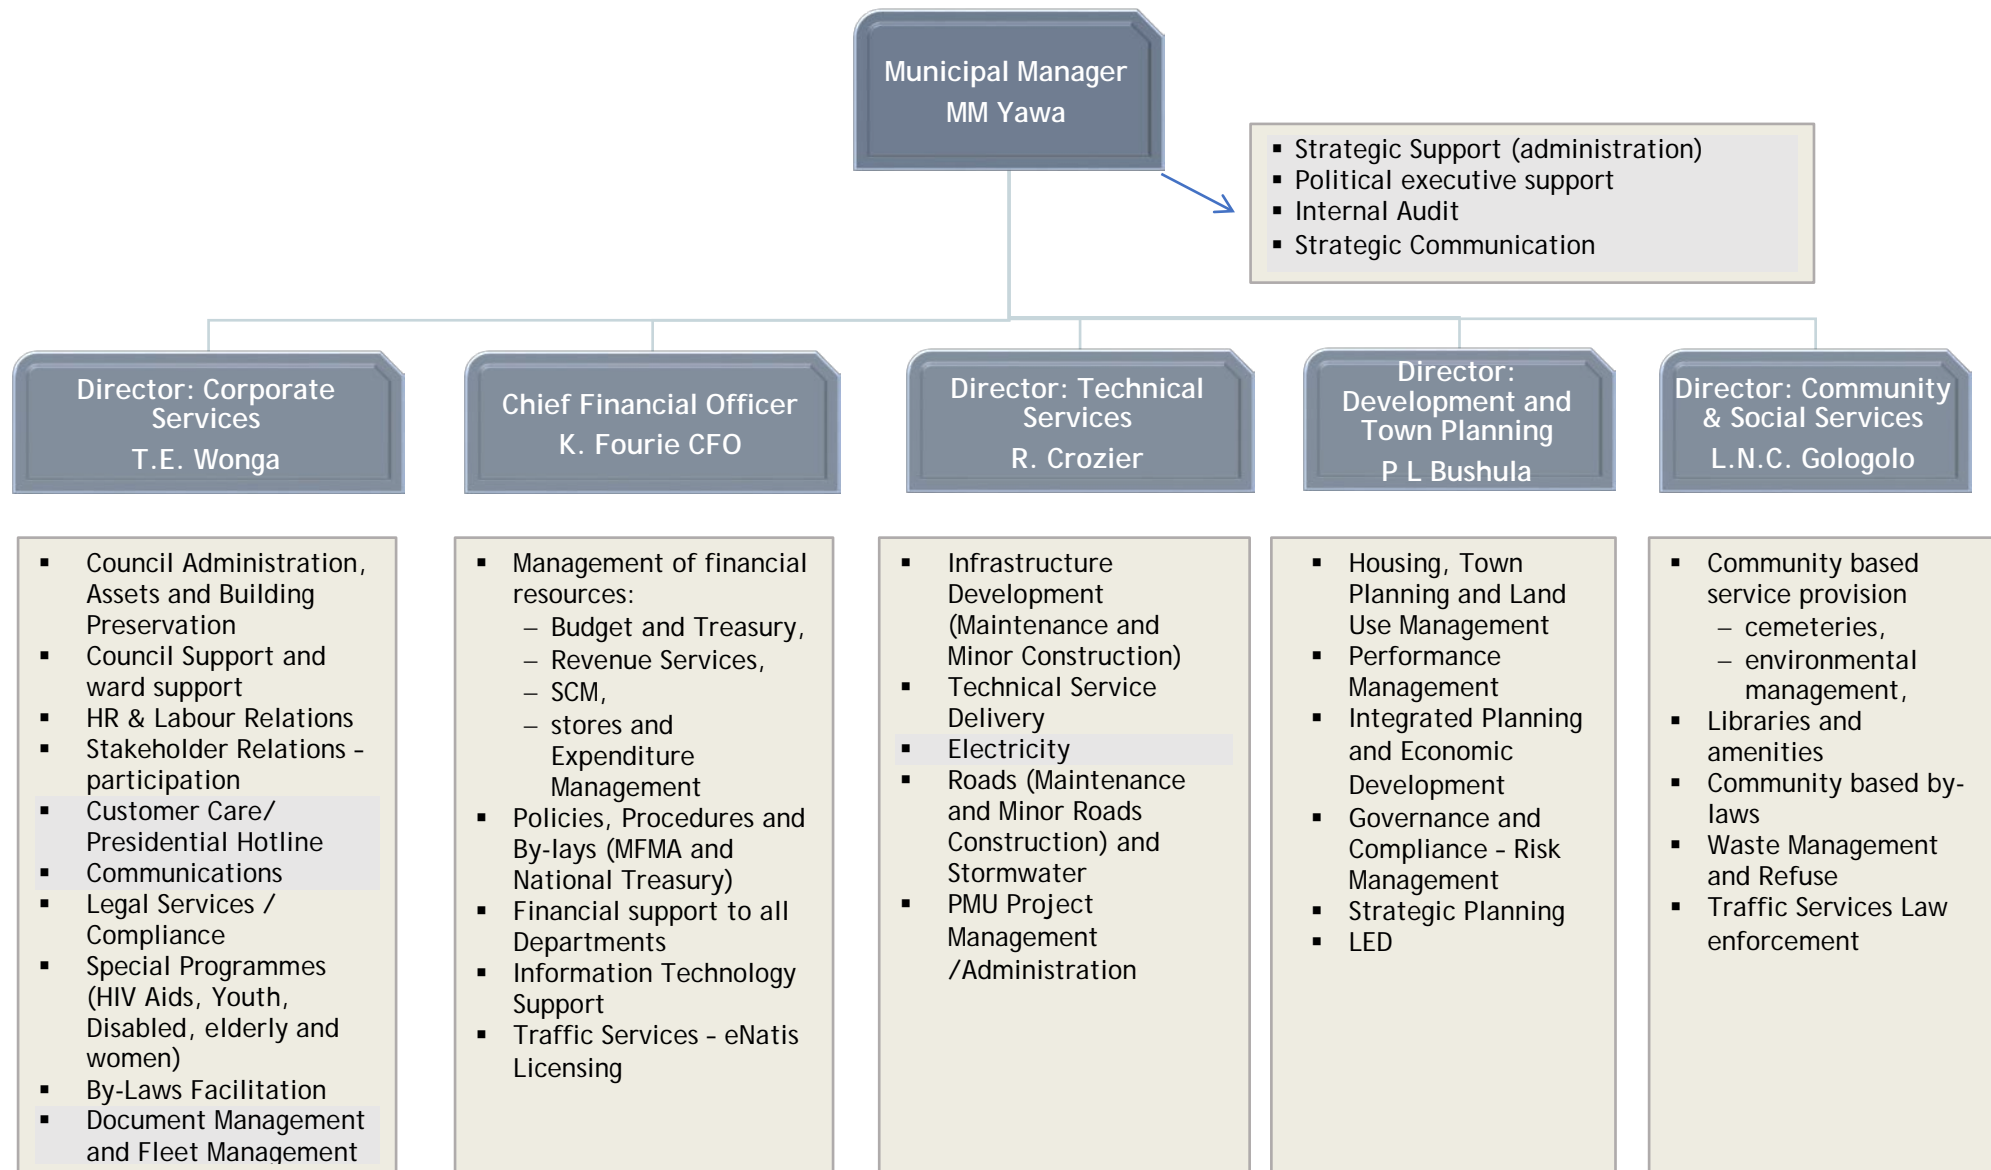 Municipal Manager
MM Yawa
▪ Strategic Support (administration)
▪ Political executive support
▪ Internal Audit
▪ Strategic Communication
Director: Corporate
Services
T.E. Wonga
Chief Financial Officer
K. Fourie CFO
Director: Technical
Services
R. Crozier
Director:
Development and
Town Planning
P L Bushula
Director: Community
& Social Services
L.N.C. Gologolo
▪ Council Administration,
Assets and Building
Preservation
▪ Council Support and
ward support
▪ HR & Labour Relations
▪ Stakeholder Relations –
participation
▪ Customer Care/
Presidential Hotline
▪ Communications
▪ Legal Services /
Compliance
▪ Special Programmes
(HIV Aids, Youth,
Disabled, elderly and
women)
▪ By-Laws Facilitation
▪ Document Management
and Fleet Management
▪ Management of financial
resources:
– Budget and Treasury,
– Revenue Services,
– SCM,
– stores and
Expenditure
Management
▪ Policies, Procedures and
By-lays (MFMA and
National Treasury)
▪ Financial support to all
Departments
▪ Information Technology
Support
▪ Traffic Services – eNatis
Licensing
▪ Infrastructure
Development
(Maintenance and
Minor Construction)
▪ Technical Service
Delivery
▪ Electricity
▪ Roads (Maintenance
and Minor Roads
Construction) and
Stormwater
▪ PMU Project
Management
/Administration
▪ Housing, Town
Planning and Land
Use Management
▪ Performance
Management
▪ Integrated Planning
and Economic
Development
▪ Governance and
Compliance – Risk
Management
▪ Strategic Planning
▪ LED
▪ Community based
service provision
– cemeteries,
– environmental
management,
▪ Libraries and
amenities
▪ Community based by-
laws
▪ Waste Management
and Refuse
▪ Traffic Services Law
enforcement